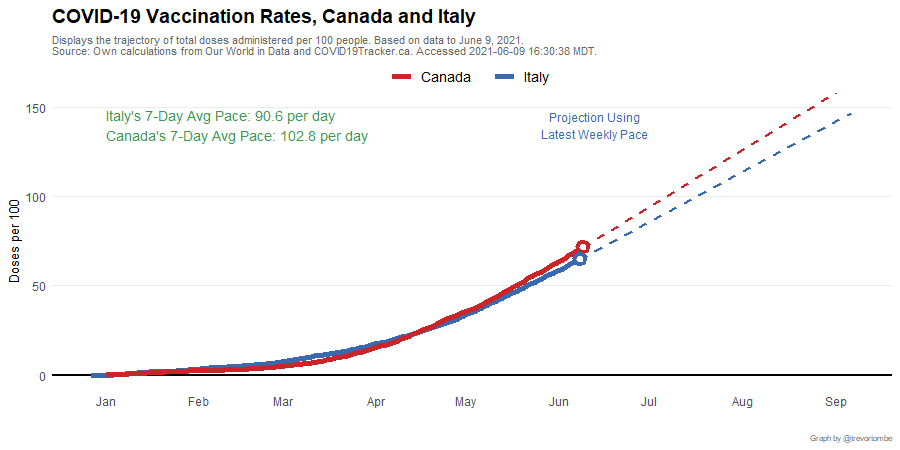 COVID-19 Vaccination Rates, Canada and Italy
Displays the trajectory of total doses administered per 100 people. Based on data to June 9, 2021.
Source: Own calculations from Our World in Data and COVID19Tracker.ca. Accessed 2021-06-09 16:30:38 MDT.
Canada Italy
Italy's 7-Day Avg Pace: 90.6 per day
Canada's 7-Day Avg Pace: 102.8 per day
Projection Using
Latest Weekly Pace
Doses per 100
150
100
50
0
Jan Feb Mar Apr May Jun Jul Aug Sep
Graph by @trevortombe